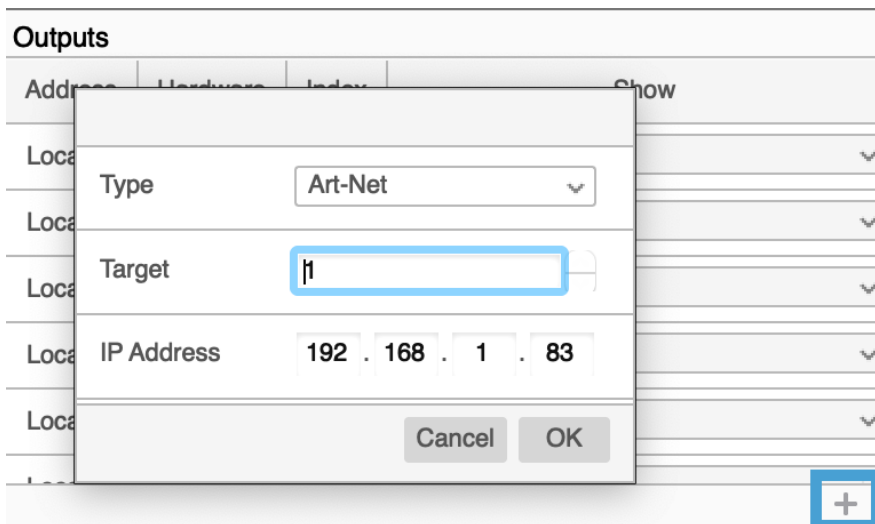 Outputs
Show
Type Art-Net
Target 1
IP Address 192 . 168 . 1 . 83
Cancel OK
+